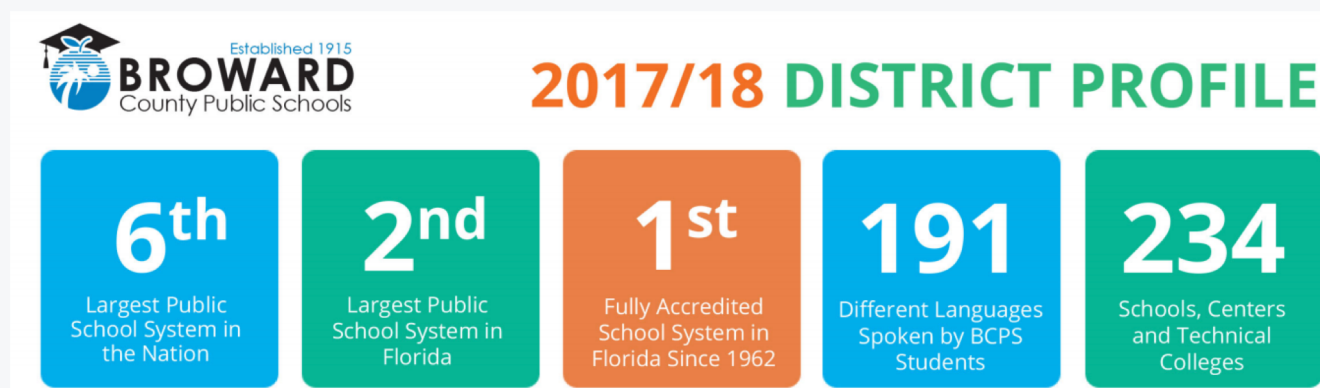 Established 1915
BROWARD
County Public Schools
2017/18 DISTRICT PROFILE
6th
Largest Public
School System in
the Nation
2nd
Largest Public
School System in
Florida
1st
Fully Accredited
School System in
Florida Since 1962
191
Different Languages
Spoken by BCPS
Students
234
Schools, Centers
and Technical
Colleges